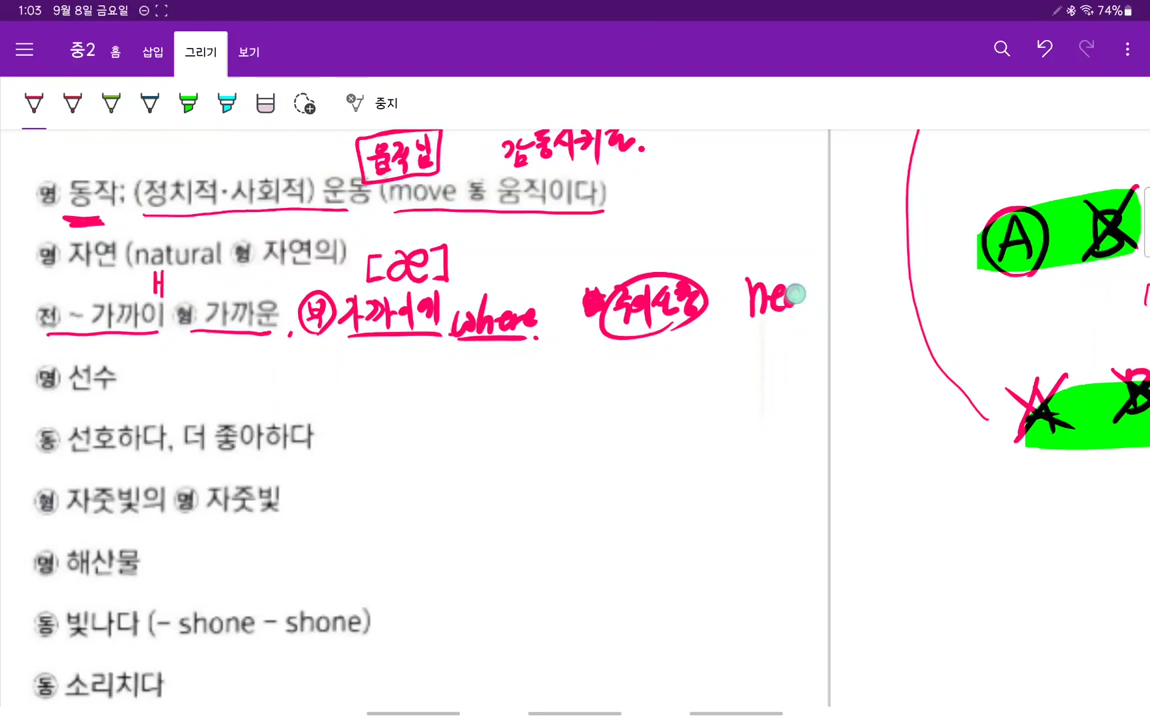 1:03 9월 8일 금요일 74%
중2 홈 삽입 그리기 보기
중지
움직임 감동시키는.
명 동작; (정치적·사회적) 운동 (move 동 움직이다)
A B
명 자연 (natural 형 자연의)
ㅐ [æ]
전 ~ 가까이 형 가까운. 부 가까이에 where. 주의사항 nea
명 선수
A B
동 선호하다, 더 좋아하다
형 자줏빛의 명 자줏빛
명 해산물
동 빛나다 (- shone - shone)
동 소리치다